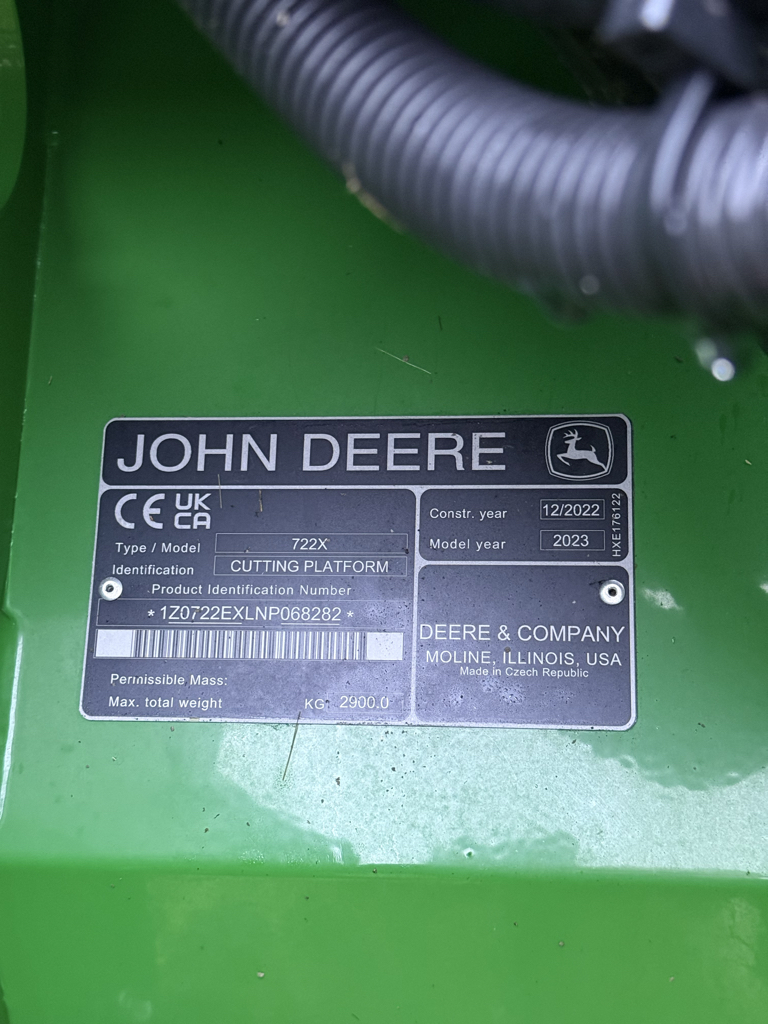 JOHN DEERE
CE UK CA
Type / Model 722X
Identification CUTTING PLATFORM
Product Identification Number
*1Z0722EXLNP068282*
Permissible Mass:
Max. total weight KG 2900.0
Constr. year 12/2022
Model year 2023
HXE176122
DEERE & COMPANY
MOLINE, ILLINOIS, USA
Made in Czech Republic